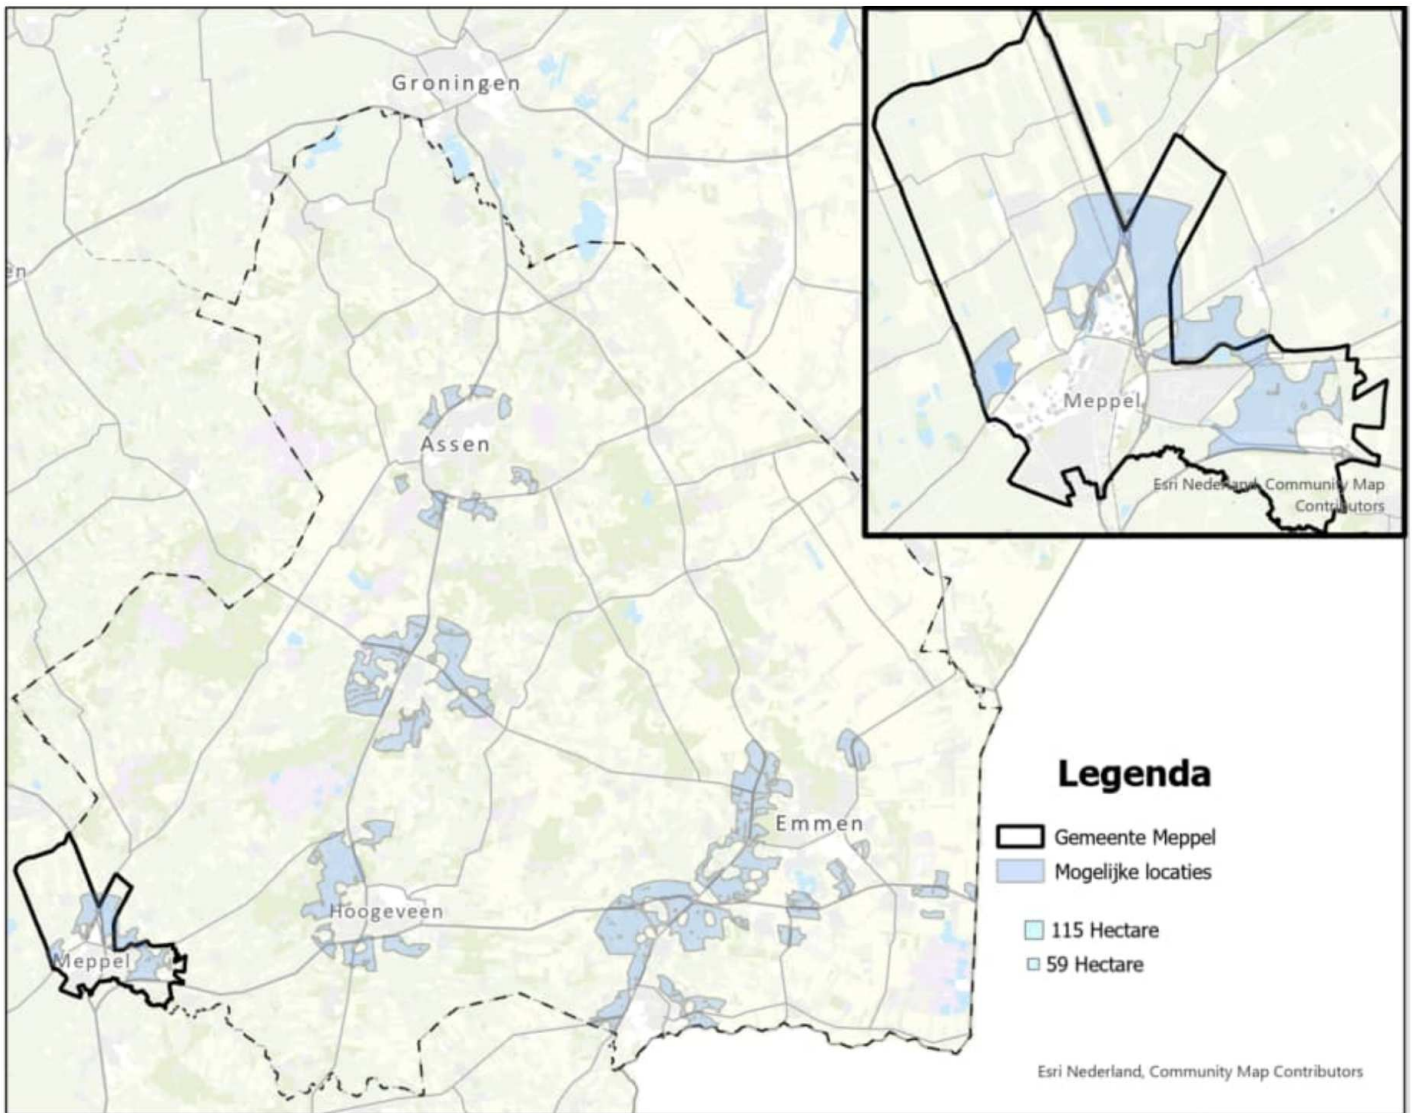 Groningen
en
Assen
Meppel
Esri Nederland, Community Map
Contributors
Emmen
Hoogeveen
Meppel
Legenda
Gemeente Meppel
Mogelijke locaties
115 Hectare
59 Hectare
Esri Nederland, Community Map Contributors